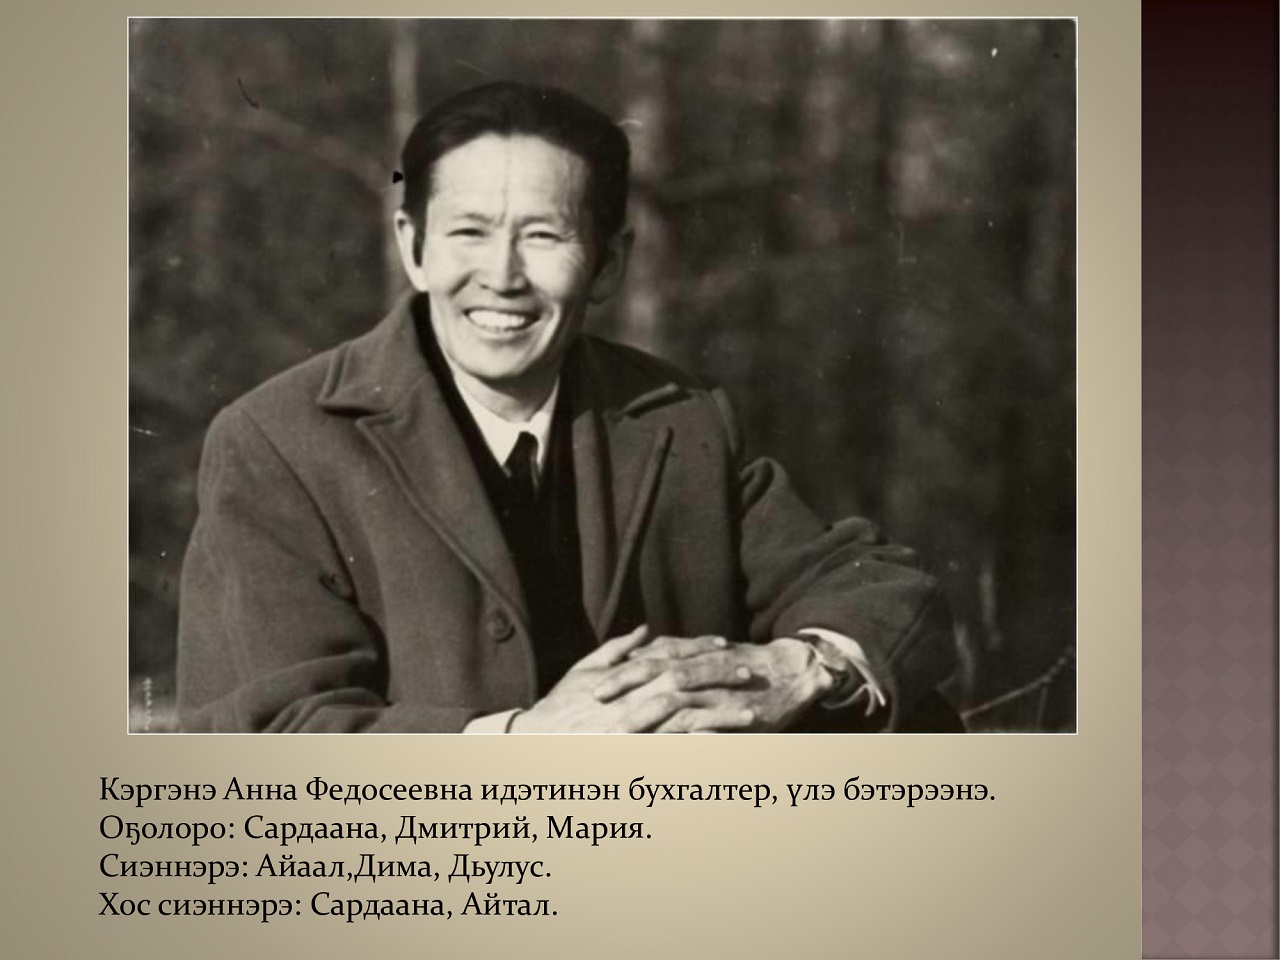 Кэргэнэ Анна Федосеевна идэтинэн бухгалтер, үлэ бэтэрээнэ.
Оҕолоро: Сардаана, Дмитрий, Мария.
Сиэннэрэ: Айаал,Дима, Дьулус.
Хос сиэннэрэ: Сардаана, Айтал.